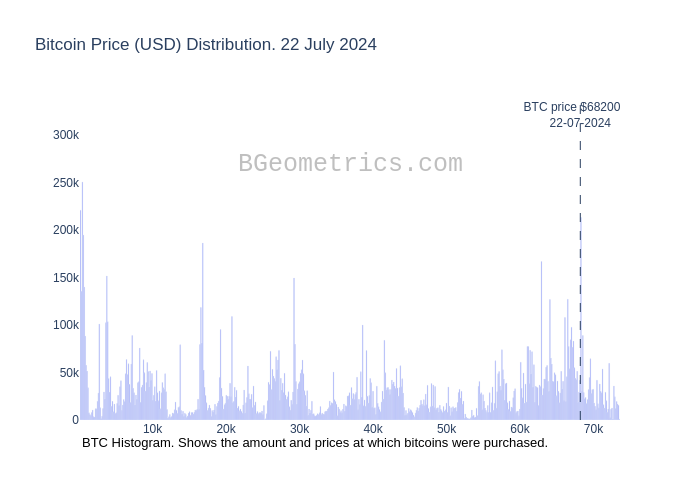 Bitcoin Price (USD) Distribution. 22 July 2024
BTC price $68200
22-07-2024
300k
BGeometrics.com
250k
200k
150k
100k
50k
0
10k 20k 30k 40k 50k 60k 70k
BTC Histogram. Shows the amount and prices at which bitcoins were purchased.